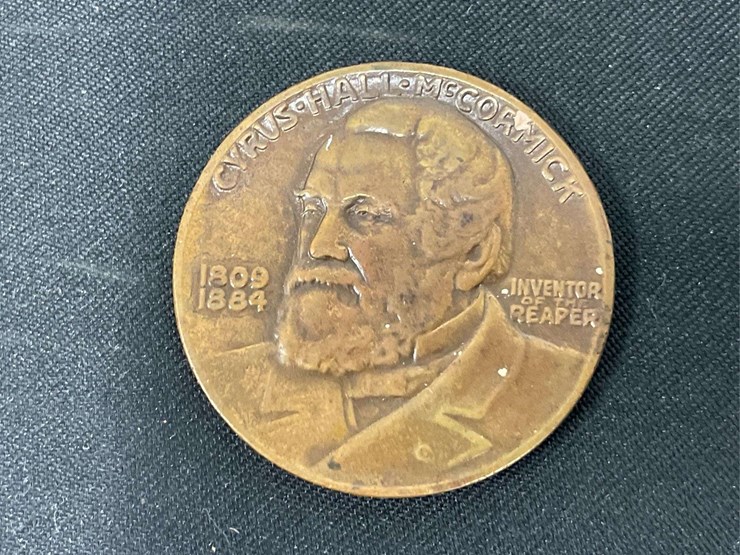 CYRUS·HALL·McCORMICK
1809
1884
INVENTOR
OF THE
REAPER